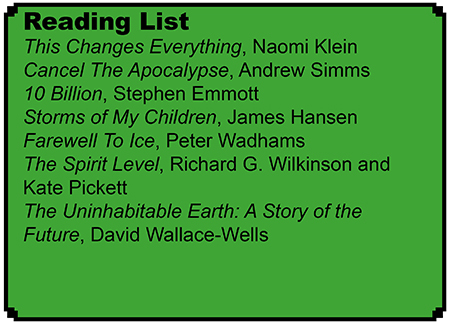 Reading List
This Changes Everything, Naomi Klein
Cancel The Apocalypse, Andrew Simms
10 Billion, Stephen Emmott
Storms of My Children, James Hansen
Farewell To Ice, Peter Wadhams
The Spirit Level, Richard G. Wilkinson and
Kate Pickett
The Uninhabitable Earth: A Story of the
Future, David Wallace-Wells